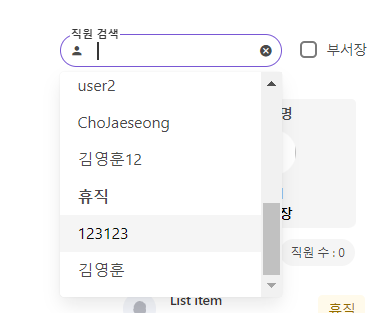 직원 검색
부서장
user2
ChoJaeseong
명
김영훈12
휴직
장
123123
직원 수 : 0
김영훈
List item
휴직